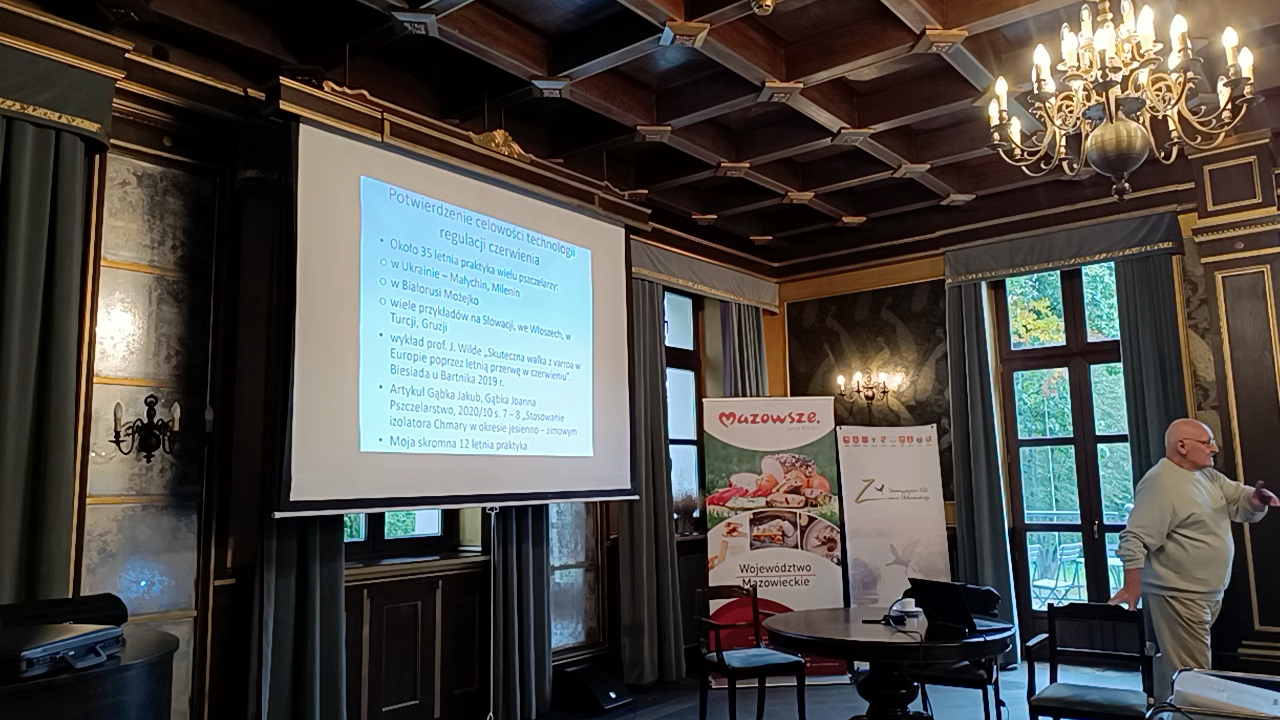 Potwierdzenie celowości technologii
regulacji czerwienia
• Około 35 letnia praktyka wielu pszczelarzy:
○ w Ukrainie – Małychin, Milenin
○ w Białorusi Możejko
○ wiele przykładów na Słowacji, we Włoszech, w
Turcji, Gruzji
• wykład prof. J. Wilde „Skuteczna walka z varroa w
Europie poprzez letnią przerwę w czerwieniu".
Biesiada u Bartnika 2019 r.
• Artykuł Gąbka Jakub, Gąbka Joanna
Pszczelarstwo, 2020/10 s. 7 – 8 „Stosowanie
izolatora Chmary w okresie jesienno – zimowym
• Moja skromna 12 letnia praktyka
mazowsze.
serce Polski
Województwo
Mazowieckie